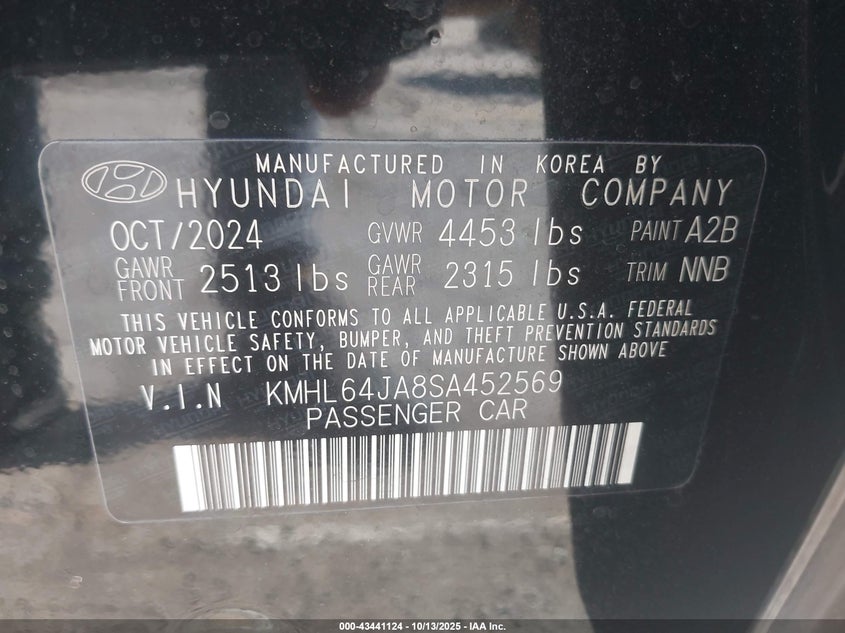 MANUFACTURED IN KOREA BY
HYUNDAI MOTOR COMPANY
OCT/2024 GVWR 4453 lbs PAINT A2B
GAWR FRONT 2513 lbs GAWR REAR 2315 lbs TRIM NNB
THIS VEHICLE CONFORMS TO ALL APPLICABLE U.S.A. FEDERAL
MOTOR VEHICLE SAFETY, BUMPER, AND THEFT PREVENTION STANDARDS
IN EFFECT ON THE DATE OF MANUFACTURE SHOWN ABOVE
V.I.N KMHL64JA8SA452569
PASSENGER CAR
000-43441124 - 10/13/2025 - IAA Inc.